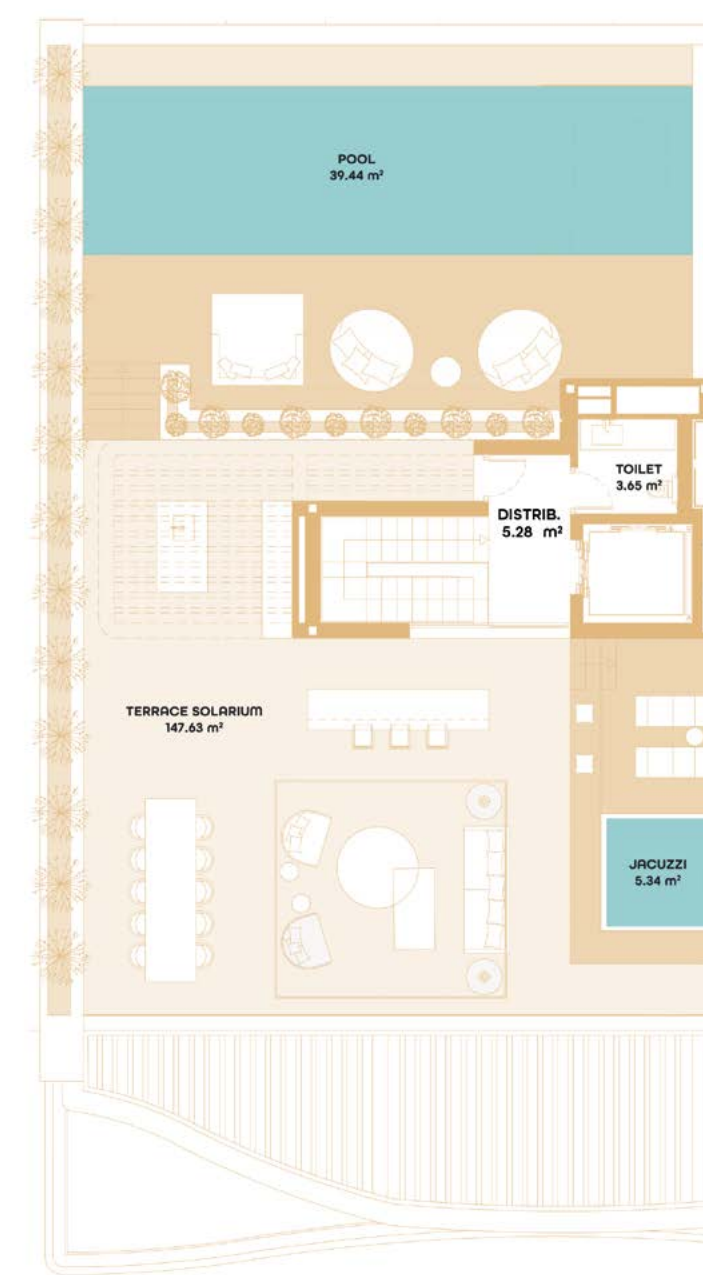 POOL
39.44 m²
TOILET
3.65 m²
DISTRIB.
5.28 m²
TERRACE SOLARIUM
147.63 m²
JACUZZI
5.34 m²